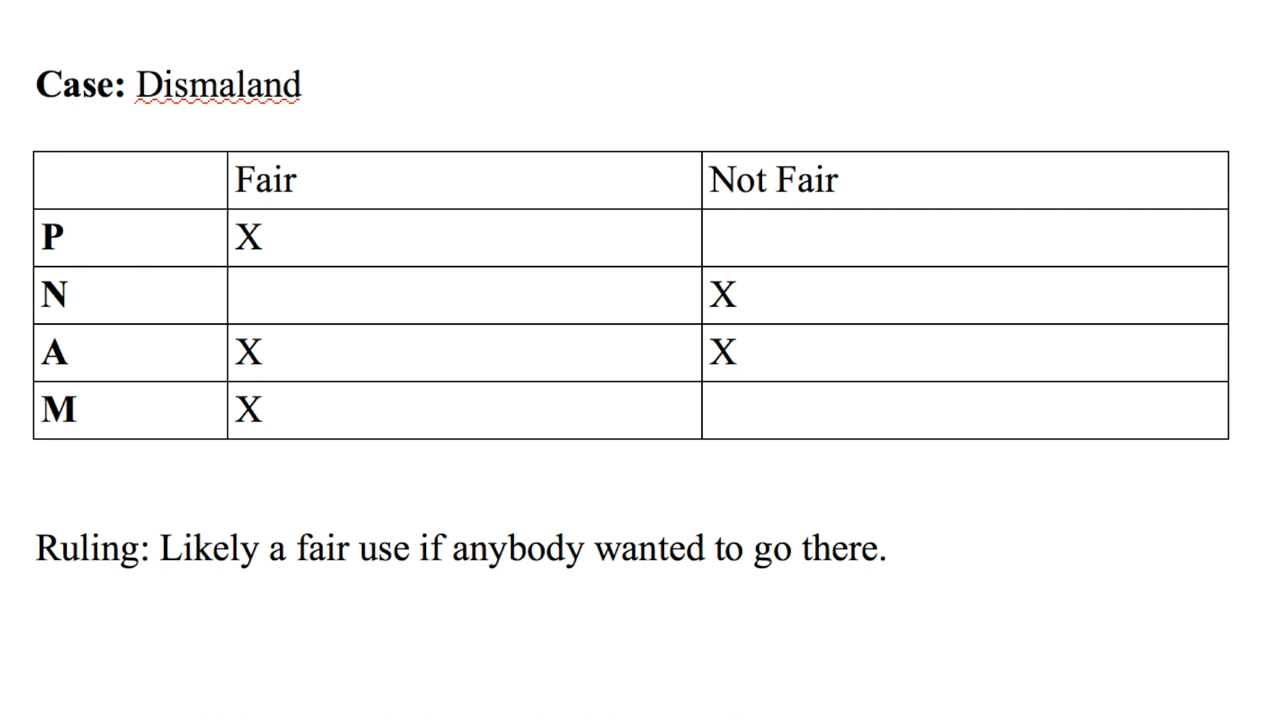 Case: Dismaland
Fair Not Fair
P X
N X
A X X
M X
Ruling: Likely a fair use if anybody wanted to go there.